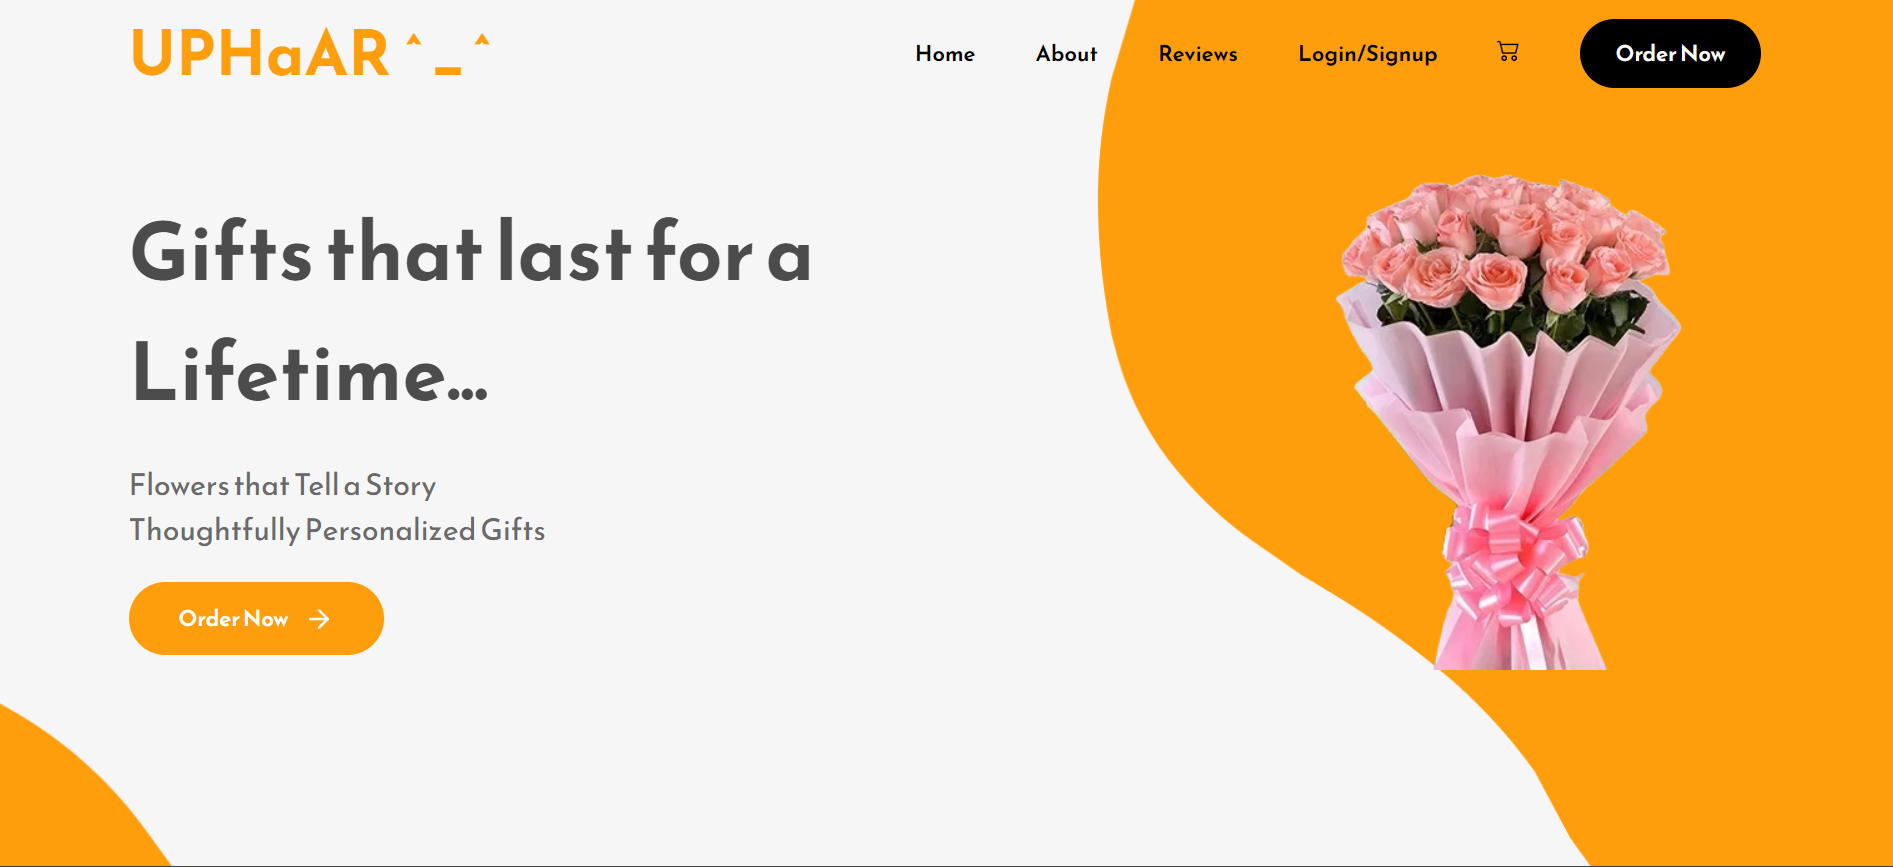 UPHaAR ^_^
Home About Reviews Login/Signup Order Now
Gifts that last for a
Lifetime...
Flowers that Tell a Story
Thoughtfully Personalized Gifts
Order Now →